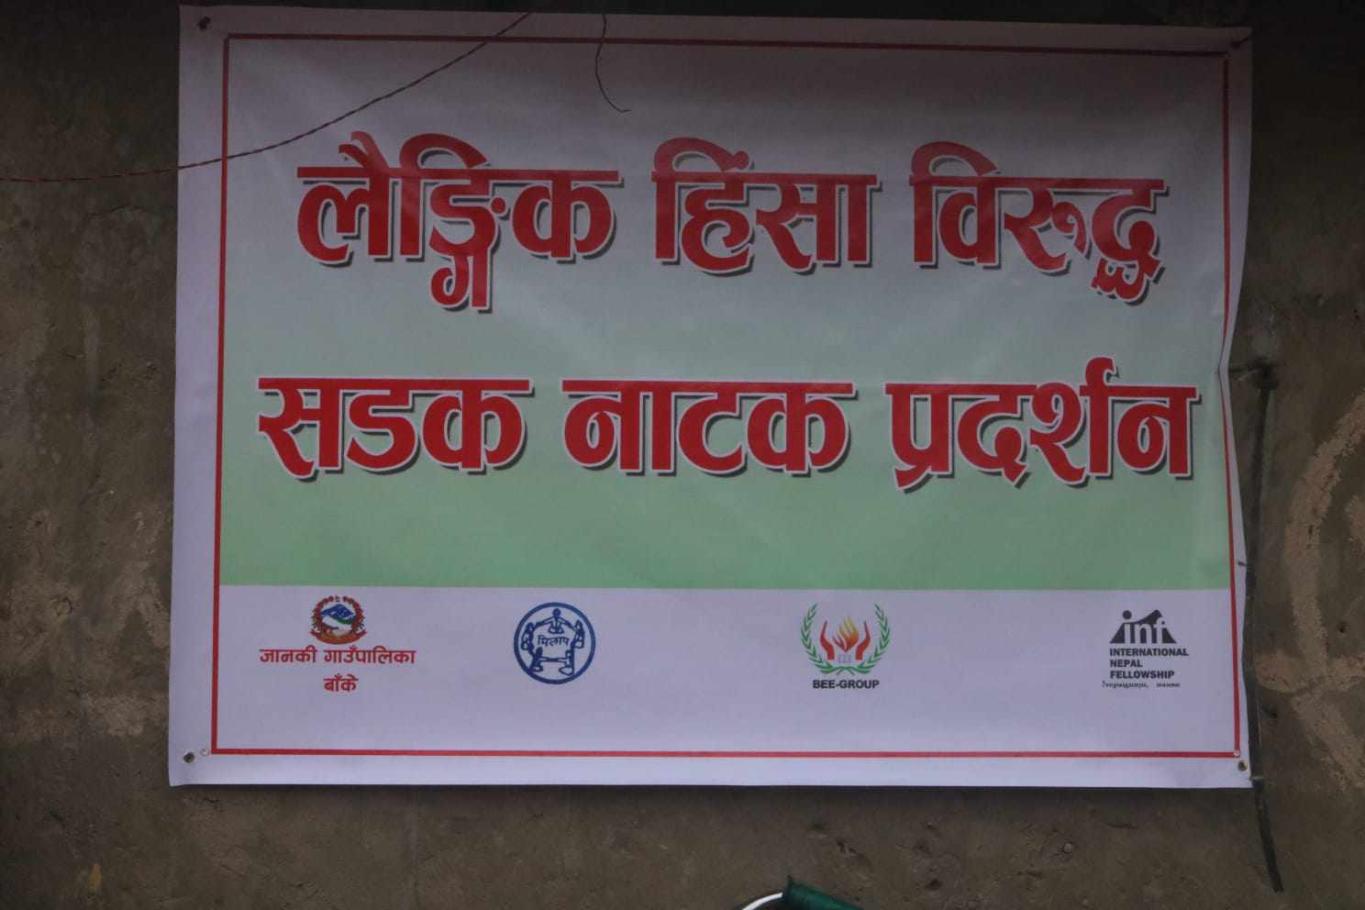 लैङ्गिक हिंसा विरूद्ध
सडक नाटक प्रदर्शन
जानकी गाउँपालिका
बाँके
मिलाप
BEE-GROUP
inf
INTERNATIONAL
NEPAL
FELLOWSHIP